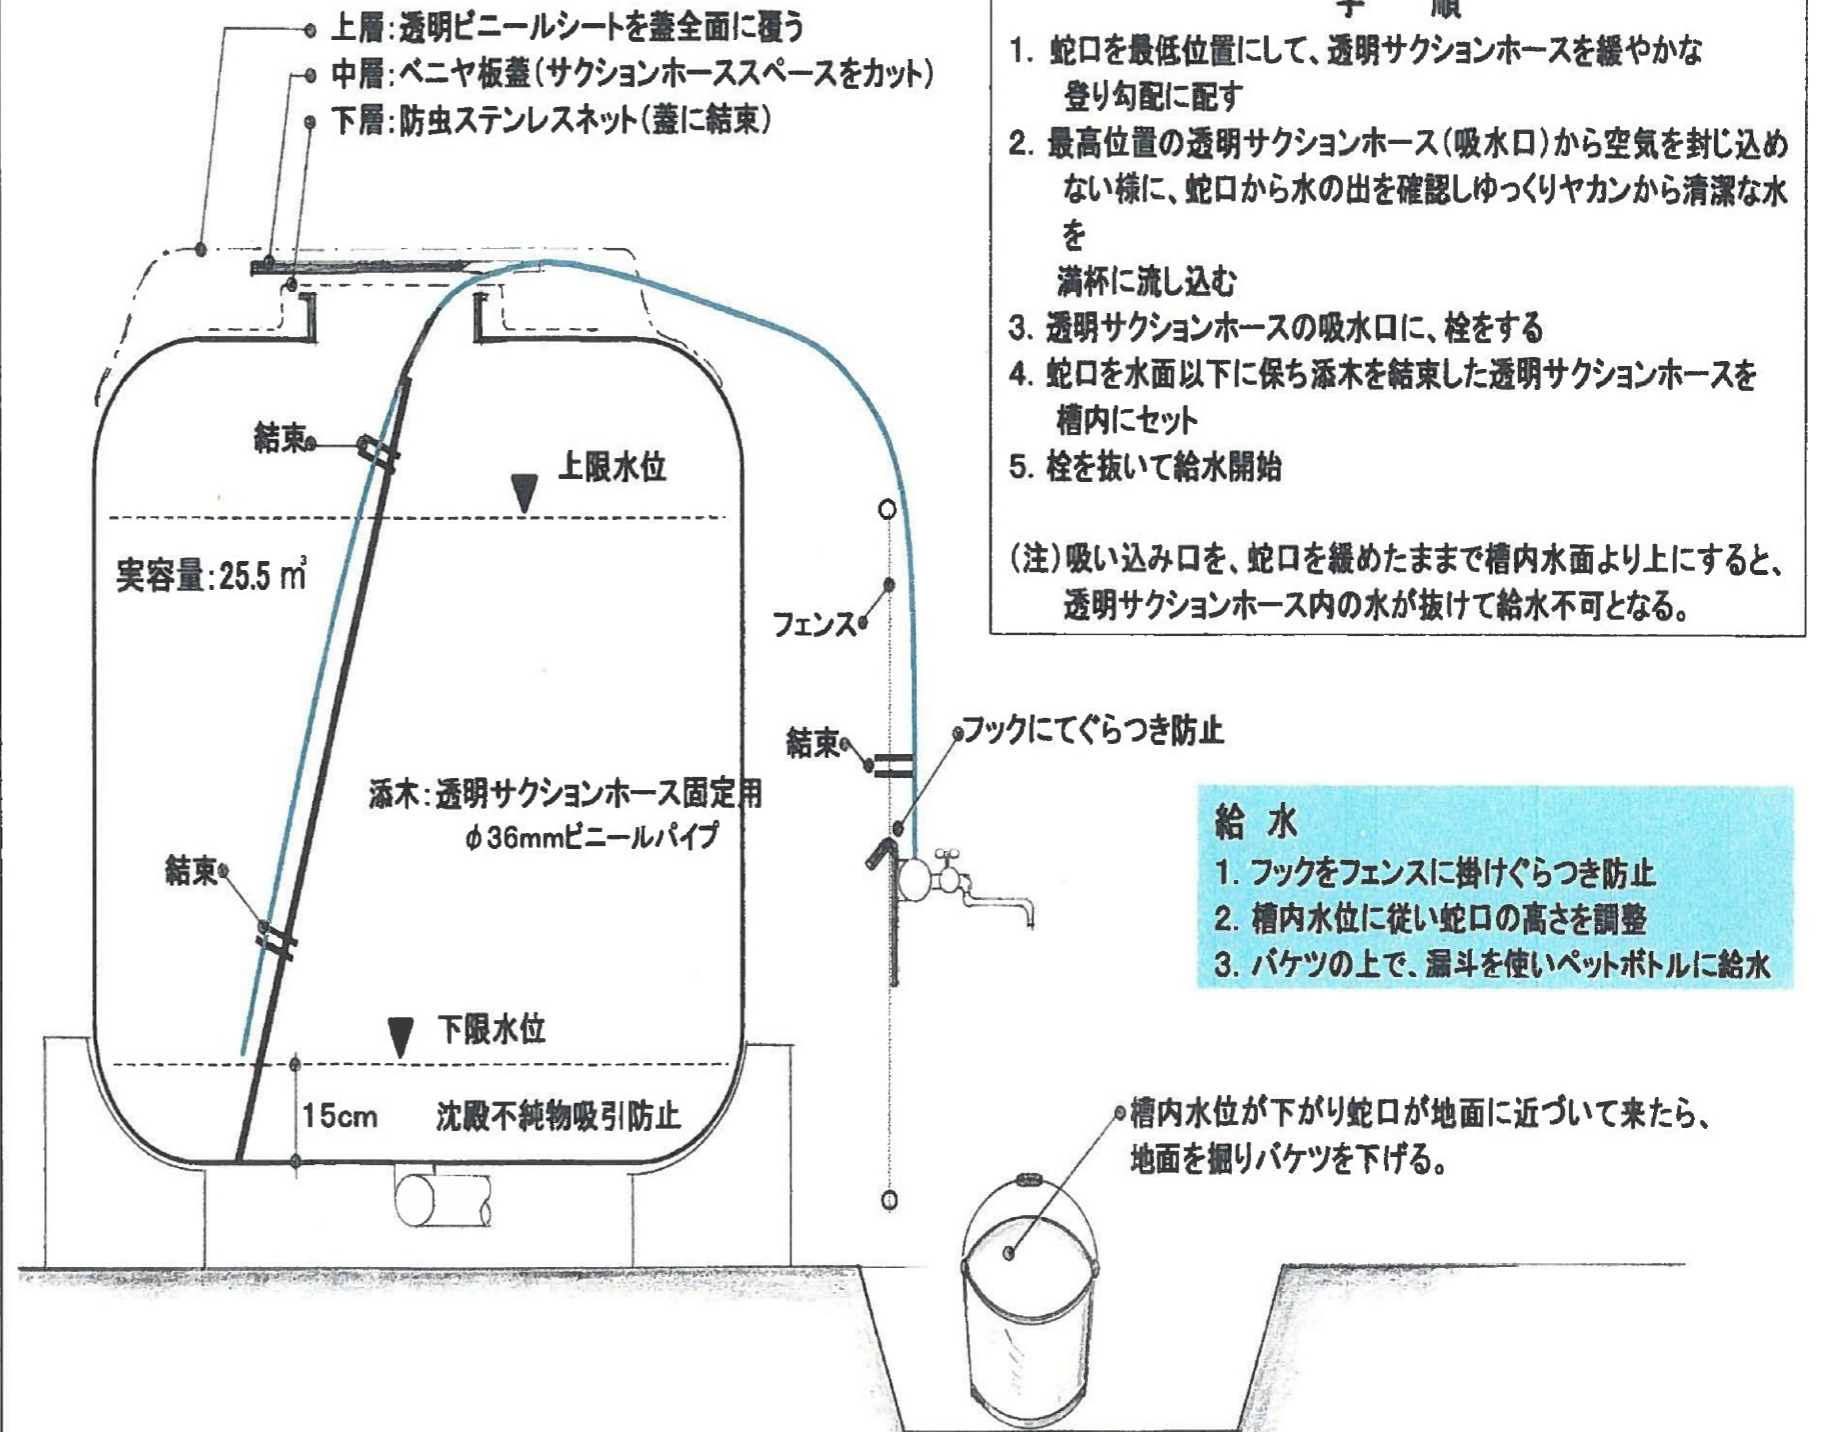 上層：透明ビニールシートを蓋全面に覆う
中層：ベニヤ板蓋（サクションホーススペースをカット）
下層：防虫ステンレスネット（蓋に結束）
手　順
1. 蛇口を最低位置にして、透明サクションホースを緩やかな
登り勾配に配す
2. 最高位置の透明サクションホース（吸水口）から空気を封じ込め
ない様に、蛇口から水の出を確認しゆっくりヤカンから清潔な水
を
満杯に流し込む
3. 透明サクションホースの吸水口に、栓をする
4. 蛇口を水面以下に保ち添木を結束した透明サクションホースを
槽内にセット
5. 栓を抜いて給水開始
（注）吸い込み口を、蛇口を緩めたままで槽内水面より上にすると、
透明サクションホース内の水が抜けて給水不可となる。
結束
上限水位
実容量：25.5 ㎥
フェンス
結束
フックにてぐらつき防止
添木：透明サクションホース固定用
φ36mmビニールパイプ
結束
給 水
1. フックをフェンスに掛けぐらつき防止
2. 槽内水位に従い蛇口の高さを調整
3. バケツの上で、漏斗を使いペットボトルに給水
下限水位
15cm
沈殿不純物吸引防止
槽内水位が下がり蛇口が地面に近づいて来たら、
地面を掘りバケツを下げる。